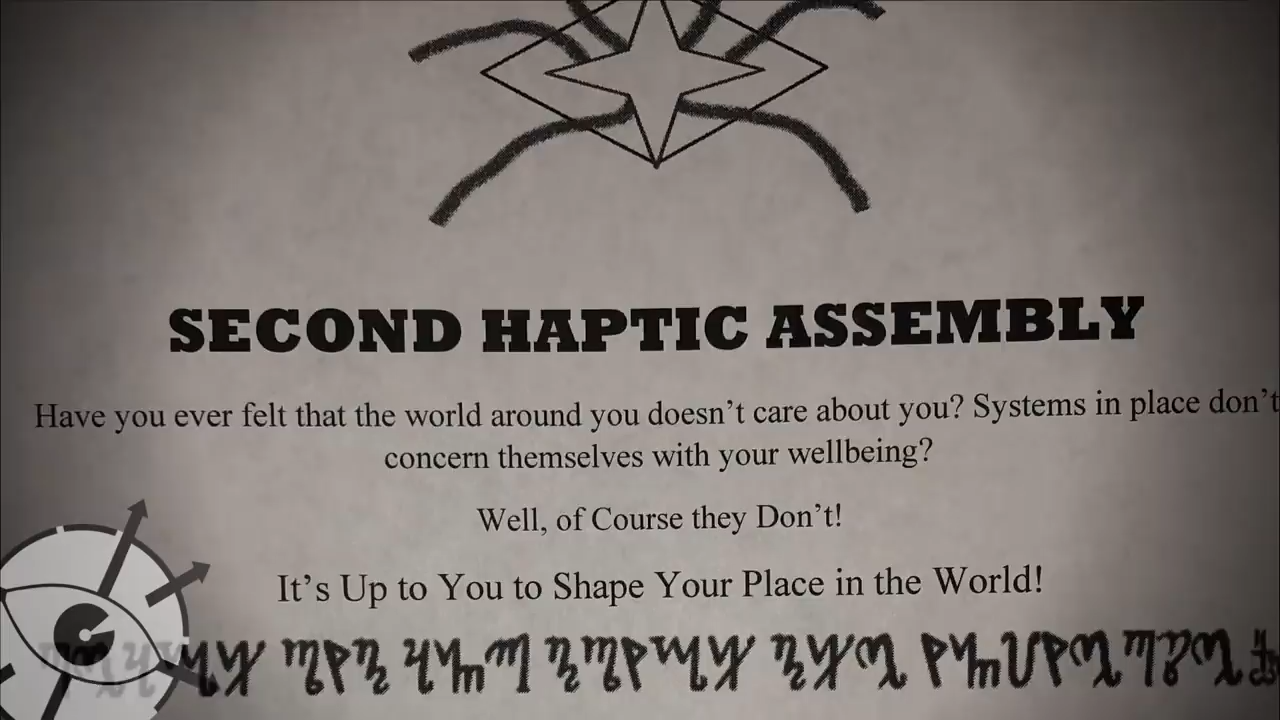 SECOND HAPTIC ASSEMBLY
Have you ever felt that the world around you doesn't care about you? Systems in place don't
concern themselves with your wellbeing?
Well, of Course they Don't!
It's Up to You to Shape Your Place in the World!